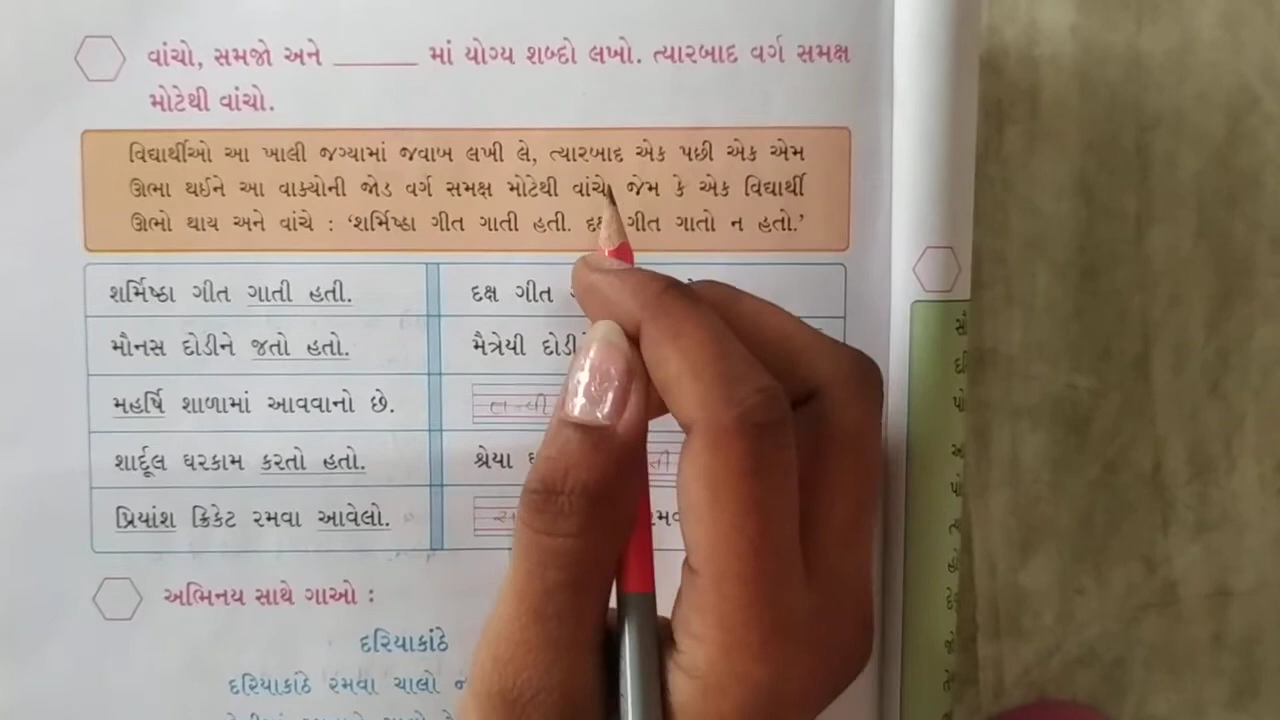 વાંચો, સમજો અને ______ માં યોગ્ય શબ્દો લખો. ત્યારબાદ વર્ગ સમક્ષ
મોટેથી વાંચો.
વિદ્યાર્થીઓ આ ખાલી જગ્યામાં જવાબ લખી લે, ત્યારબાદ એક પછી એક એમ
ઊભા થઈને આ વાક્યોની જોડ વર્ગ સમક્ષ મોટેથી વાંચે જેમ કે એક વિદ્યાર્થી
ઊભો થાય અને વાંચે : ‘શર્મિષ્ઠા ગીત ગાતી હતી. ગીત ગાતો ન હતો.’
શર્મિષ્ઠા ગીત ગાતી હતી. દક્ષ ગીત
મૌનસ દોડીને જતો હતો. મૈત્રેયી
મહર્ષિ શાળામાં આવવાનો છે.
શાર્દૂલ ઘરકામ કરતો હતો. શ્રેયા
પ્રિયાંશ ક્રિકેટ રમવા આવેલો.
અભિનય સાથે ગાઓ :
દરિયાકાંઠે
દરિયાકાંઠે રમવા ચાલો